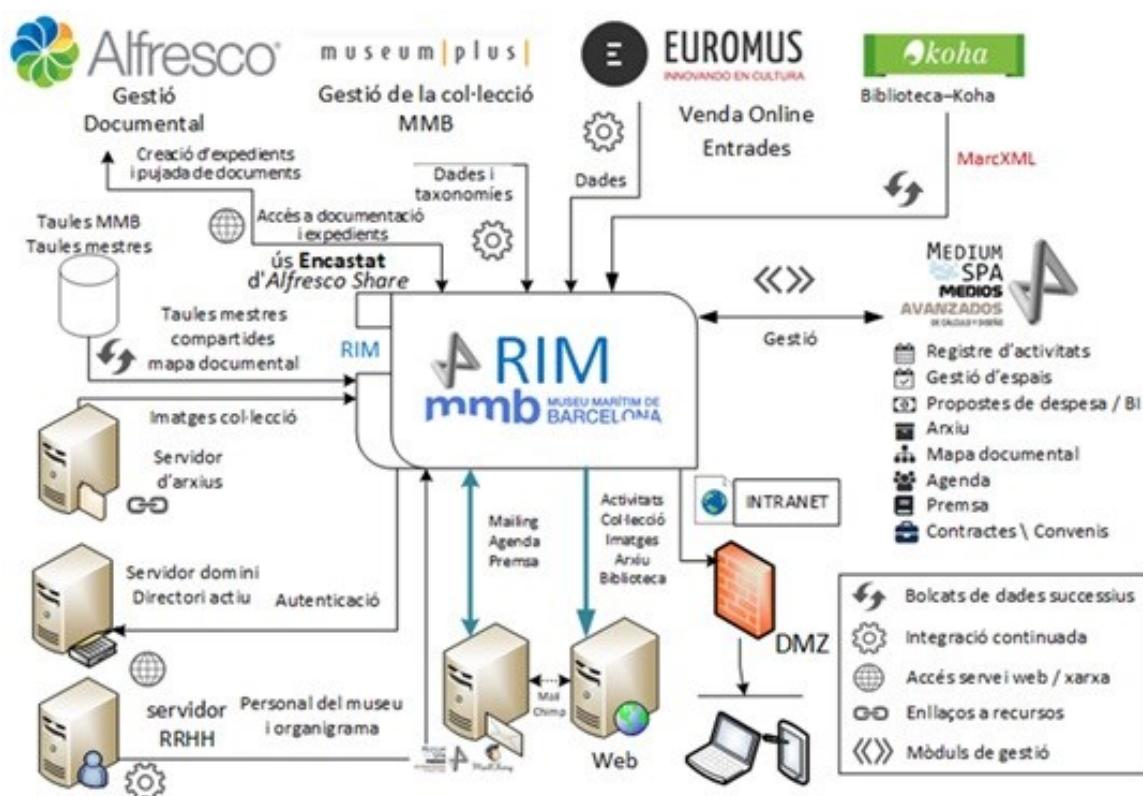 Alfresco
Gestió
Documental
museum|plus|
Gestió de la col·lecció
MMB
E
EUROMUS
INNOVANDO EN CULTURA
Venda Online
Entrades
koha
Biblioteca–Koha
Creació d'expedients
i pujada de documents
Accés a documentació
i expedients
ús Encastat
d'Alfresco Share
Dades i
taxonomíes
Dades
MarcXML
Taules MMB
Taules mestres
Taules mestres
compartides
mapa documental
RIM
RIM
mmb MUSEU MARÍTIM DE
BARCELONA
Gestió
MEDIUM
SPA
MEDIOS
AVANZADOS
DE CÁLCULO Y DISEÑO
Registre d'activitats
Gestió d'espais
Propostes de despesa / BI
Arxiu
Mapa documental
Agenda
Premsa
Contractes \ Convenis
Imatges col·lecció
Servidor
d'arxius
Mailing
Agenda
Premsa
Activitats
Col·lecció
Imatges
Arxiu
Biblioteca
INTRANET
Servidor domini
Directori actiu
Autenticació
DMZ
servidor
RRHH
Personal del museu
i organigrama
Mail
Chimp
Web
Bolcats de dades successius
Integració continuada
Accés servei web / xarxa
Enllaços a recursos
Mòduls de gestió